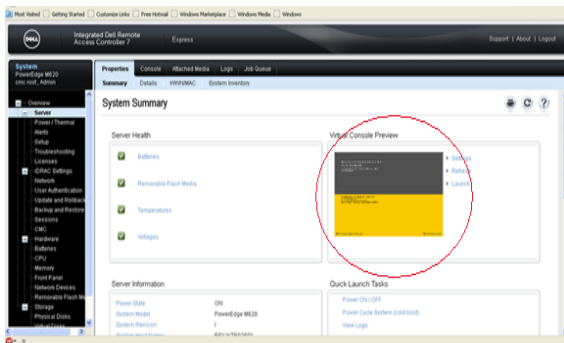 Most Visited Getting Started Customize Links Free Hotmail Windows Marketplace Windows Media Windows
DELL Integrated Dell Remote Access Controller 7 Express Support | About | Logout
System
PowerEdge M620
cmc root, Admin
Overview
Server
Power / Thermal
Alerts
Setup
Troubleshooting
Licenses
iDRAC Settings
Network
User Authentication
Update and Rollback
Backup and Restore
Sessions
CMC
Hardware
Batteries
CPU
Memory
Front Panel
Network Devices
Removable Flash Me
Storage
Physical Disks
Virtual Disks
Properties Console Attached Media Logs Job Queue
Summary Details WWN/MAC System Inventory
System Summary
Server Health
Batteries
Removable Flash Media
Temperatures
Voltages
Virtual Console Preview
Settings
Refresh
Launch
Server Information
Power State ON
System Model PowerEdge M620
System Revision I
Quick Launch Tasks
Power ON / OFF
Power Cycle System (cold boot)
View Logs